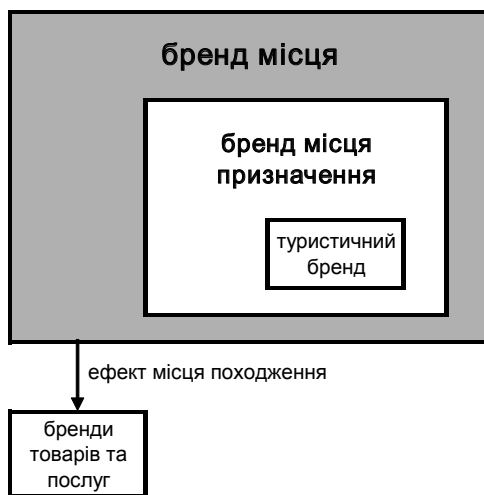 бренд місця
бренд місця
призначення
туристичний
бренд
ефект місця походження
бренди
товарів та
послуг